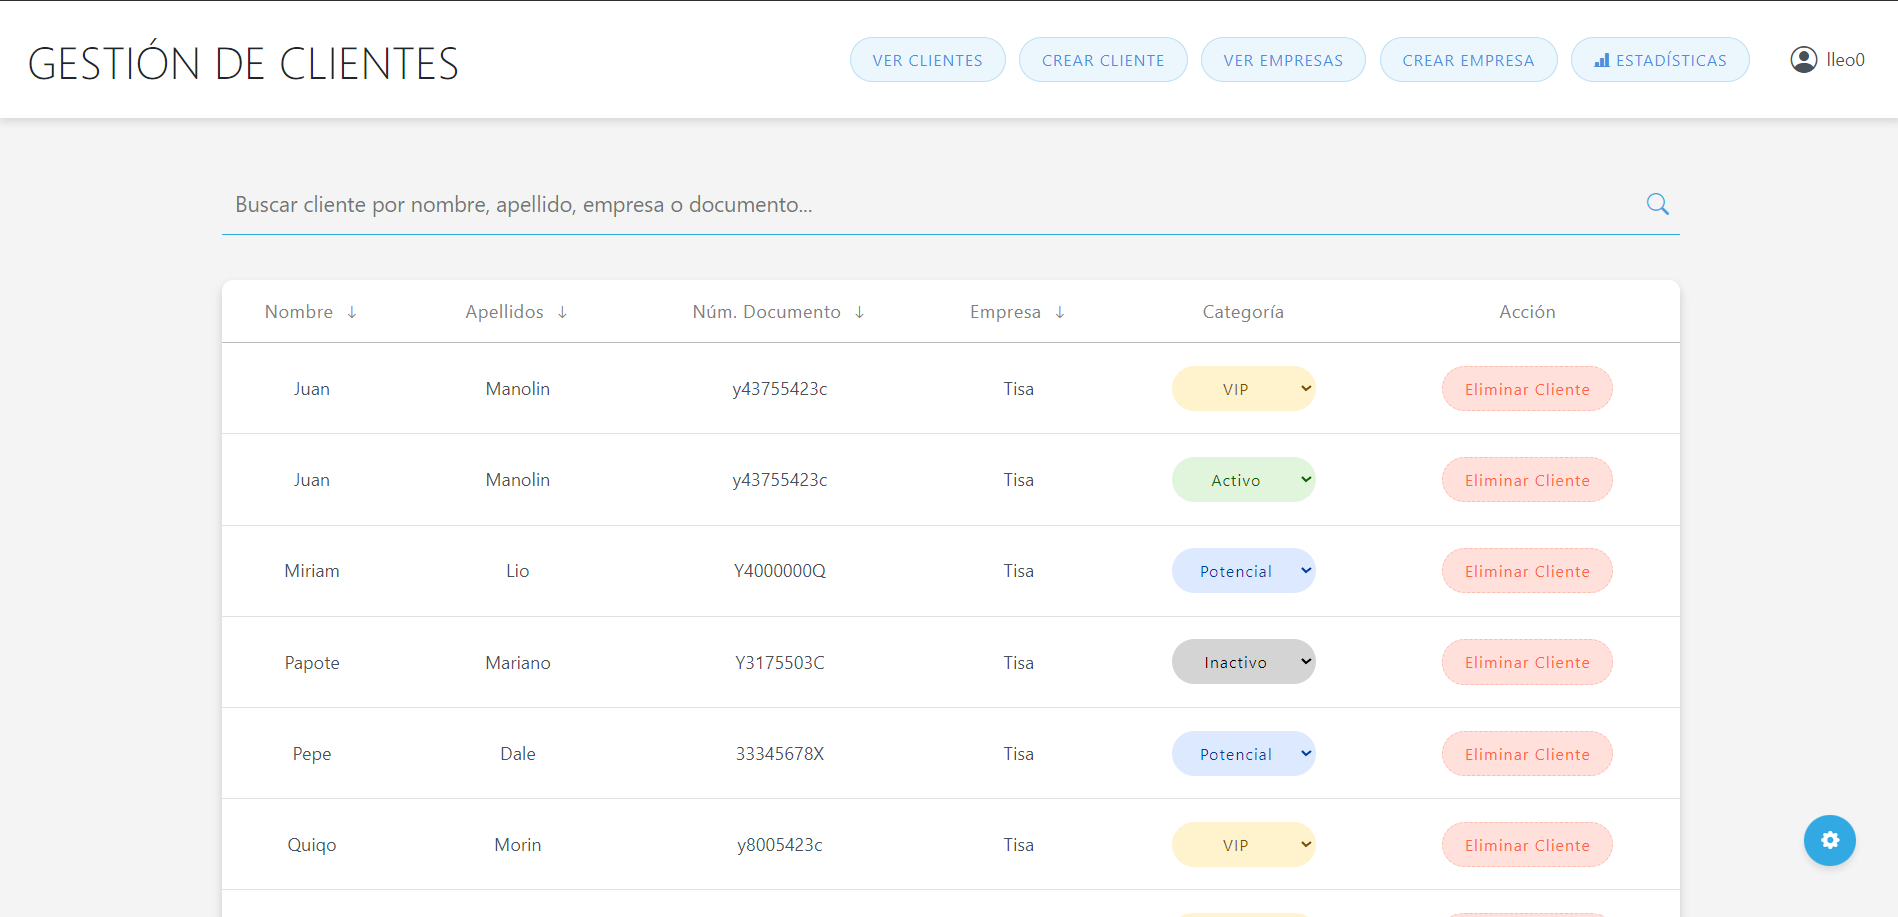 GESTIÓN DE CLIENTES
VER CLIENTES CREAR CLIENTE VER EMPRESAS CREAR EMPRESA ESTADÍSTICAS lleo0
Buscar cliente por nombre, apellido, empresa o documento...
Nombre ↓ Apellidos ↓ Núm. Documento ↓ Empresa ↓ Categoría Acción
Juan Manolin y43755423c Tisa VIP Eliminar Cliente
Juan Manolin y43755423c Tisa Activo Eliminar Cliente
Miriam Lio Y4000000Q Tisa Potencial Eliminar Cliente
Papote Mariano Y3175503C Tisa Inactivo Eliminar Cliente
Pepe Dale 33345678X Tisa Potencial Eliminar Cliente
Quiqo Morin y8005423c Tisa VIP Eliminar Cliente